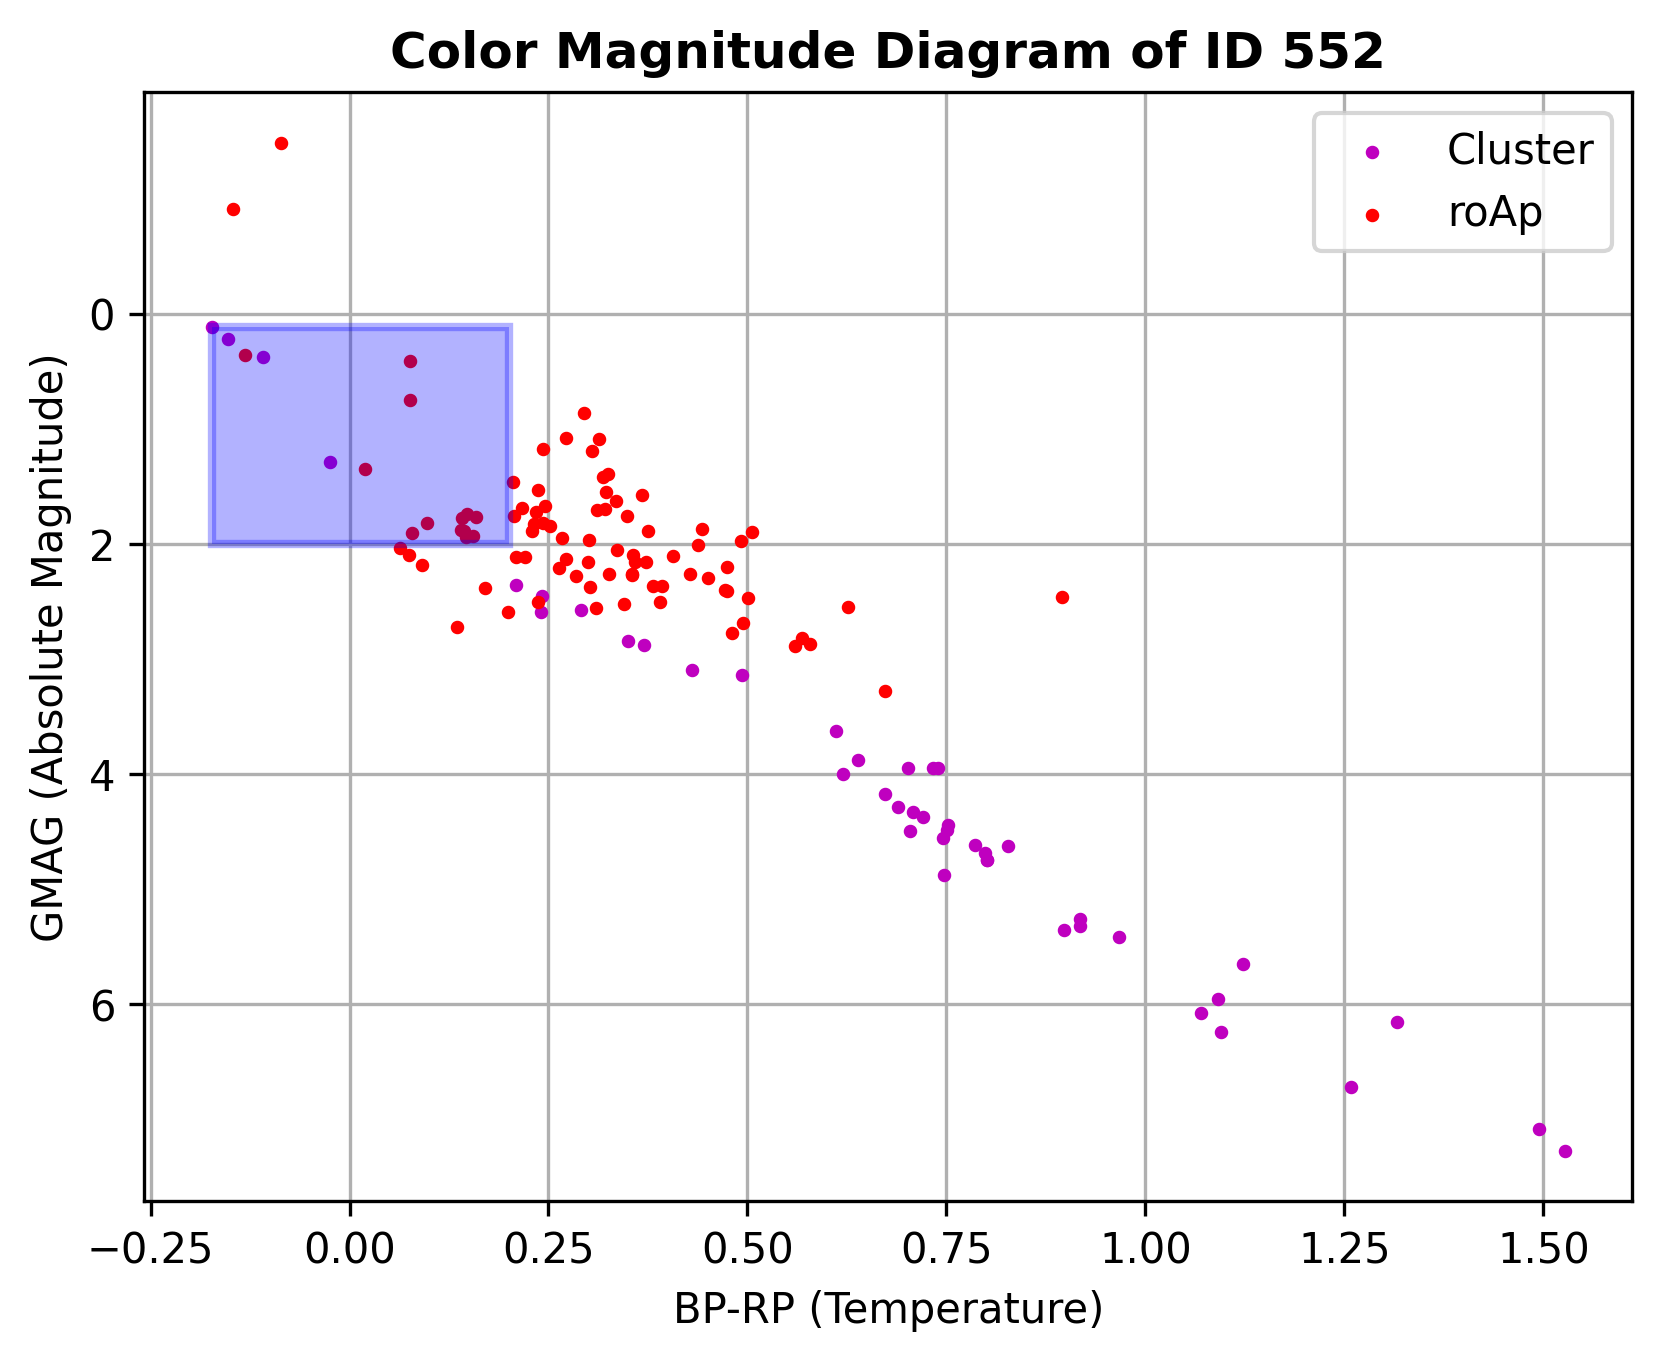 Color Magnitude Diagram of ID 552
Cluster
roAp
GMAG (Absolute Magnitude)
0
2
4
6
−0.25 0.00 0.25 0.50 0.75 1.00 1.25 1.50
BP-RP (Temperature)